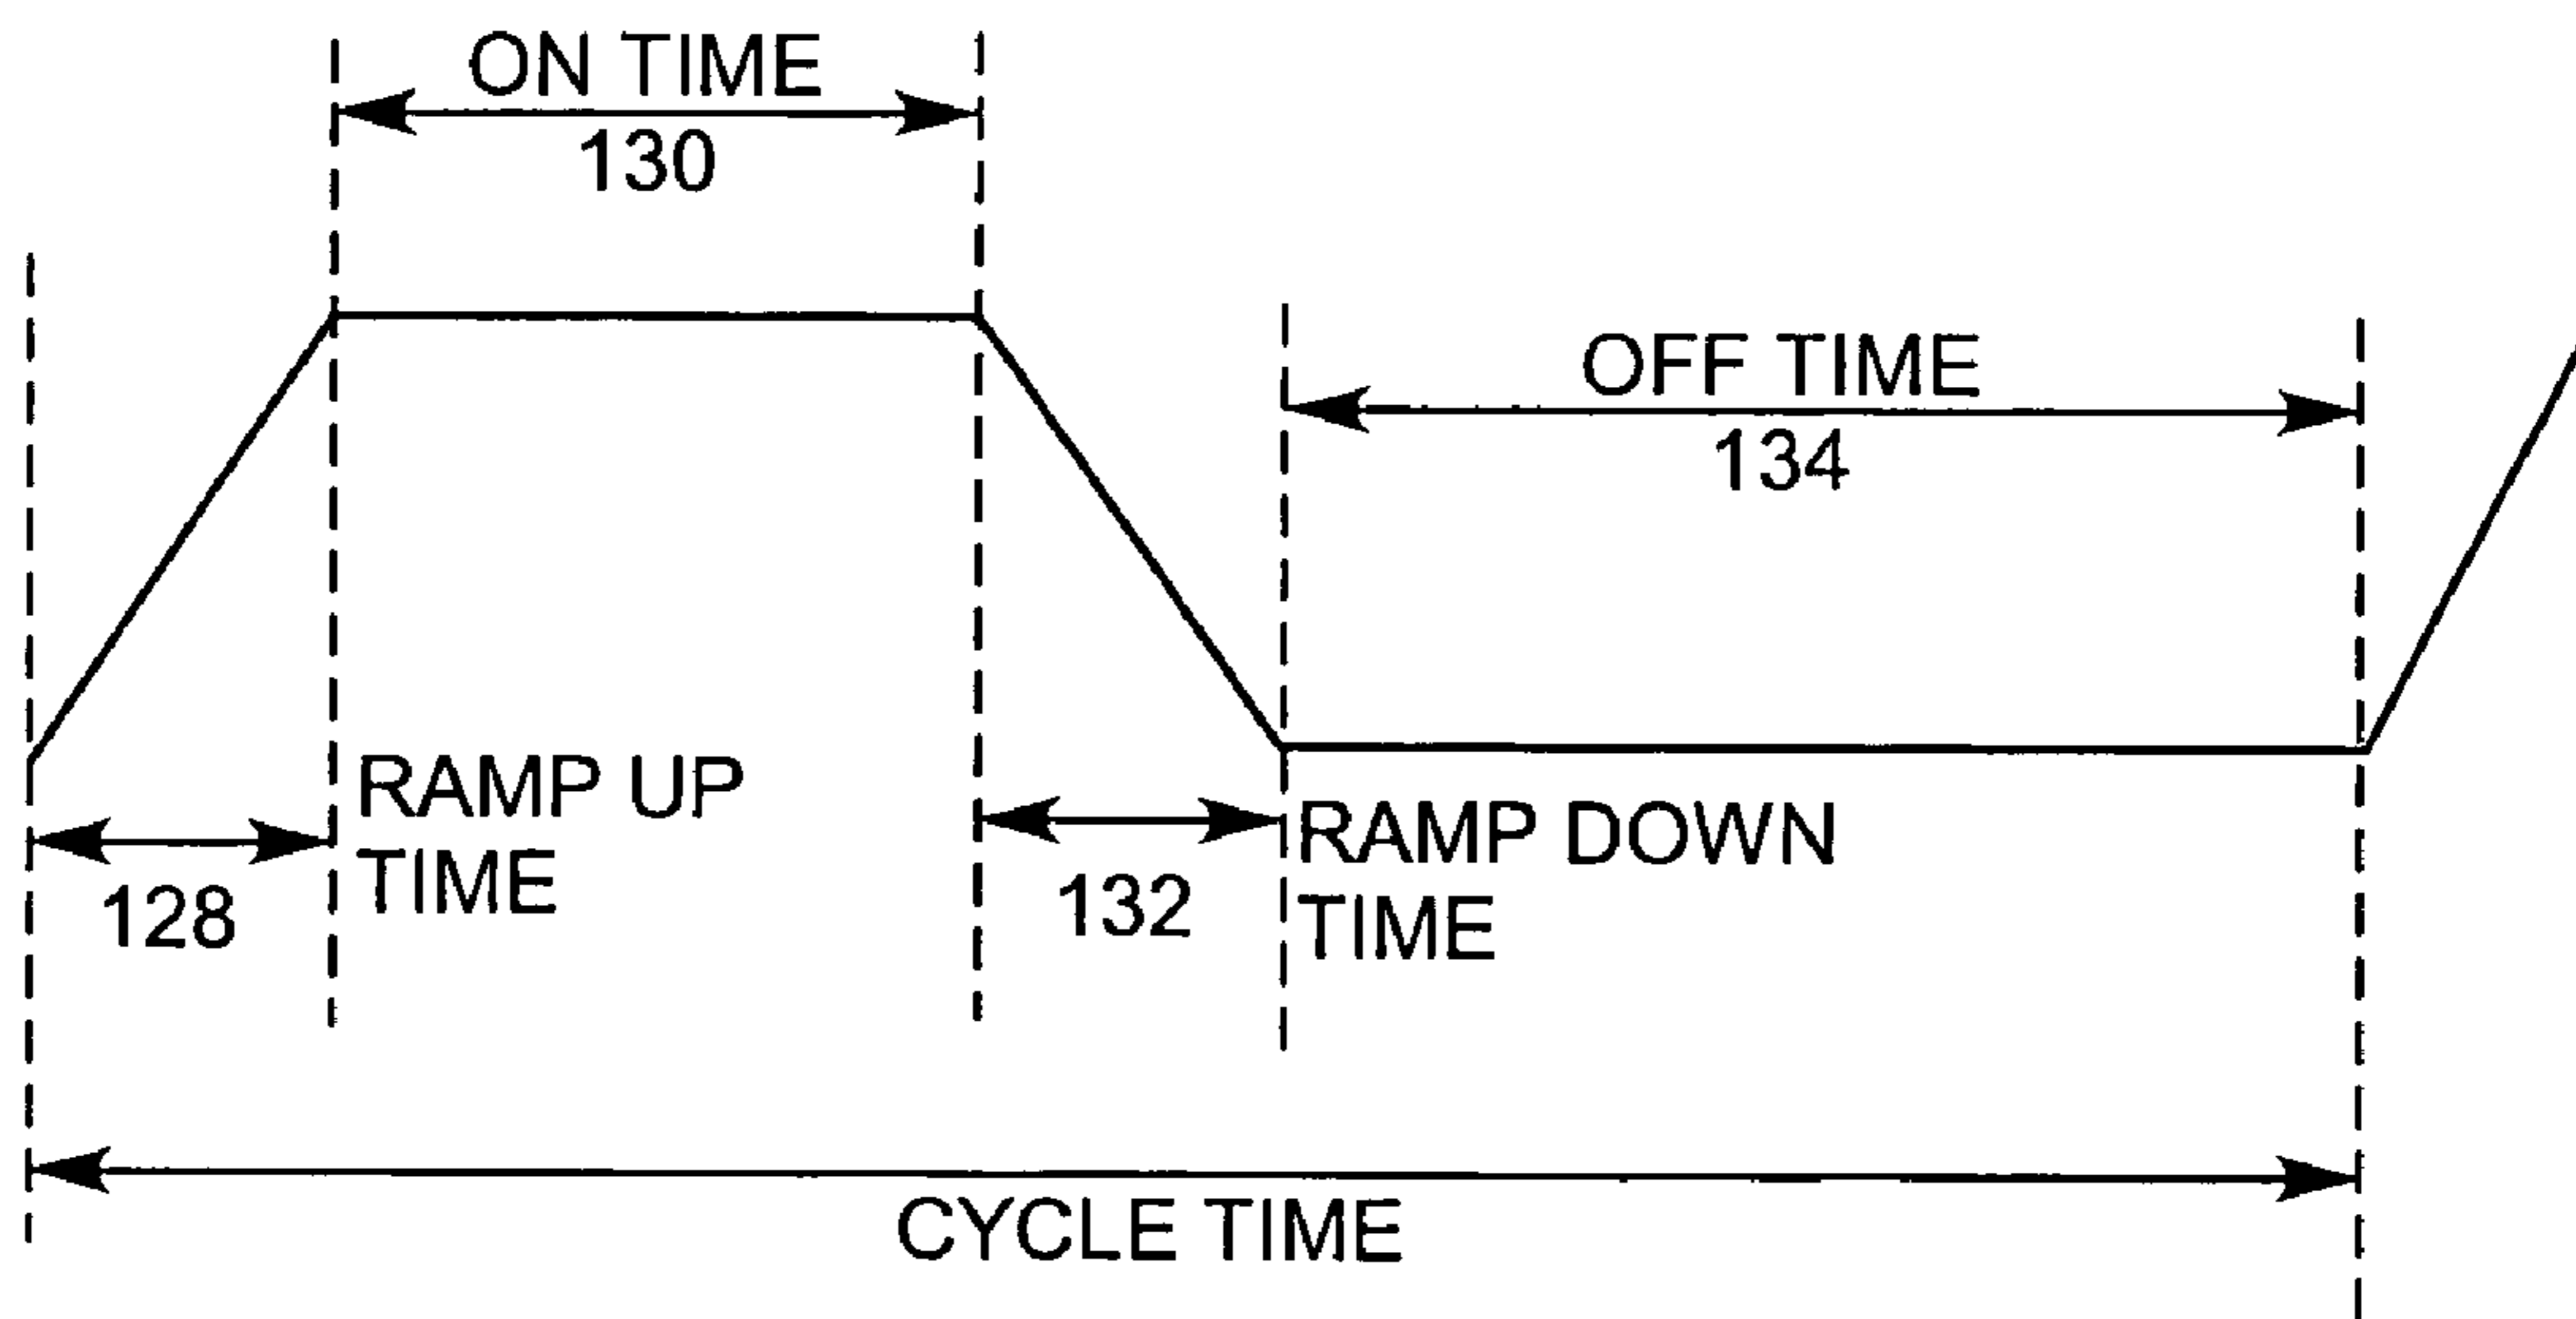 ON TIME
130
OFF TIME
134
RAMP UP
TIME
128
RAMP DOWN
TIME
132
CYCLE TIME